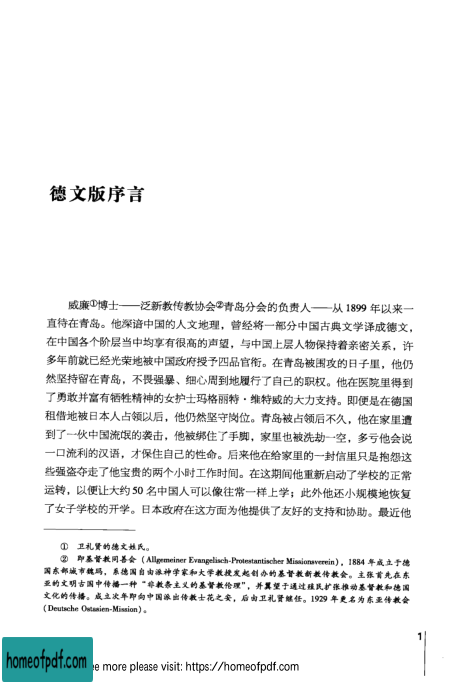 德文版序言
威廉①博士——泛新教传教协会②青岛分会的负责人——从 1899 年以来一
直待在青岛。他深谙中国的人文地理，曾经将一部分中国古典文学译成德文，
在中国各个阶层当中均享有很高的声望，与中国上层人物保持着亲密关系，许
多年前就已经光荣地被中国政府授予四品官衔。在青岛被围攻的日子里，他仍
然坚持留在青岛，不畏强暴、细心周到地履行了自己的职权。他在医院里得到
了勇敢并富有牺牲精神的女护士玛格丽特·维特威的大力支持。即便是在德国
租借地被日本人占领以后，他仍然坚守岗位。青岛被占领后不久，他在家里遭
到了一伙中国流氓的袭击，他被绑住了手脚，家里也被洗劫一空，多亏他会说
一口流利的汉语，才保住自己的性命。后来他在给家里的一封信里只是抱怨这
些强盗夺走了他宝贵的两个小时工作时间。在这期间他重新启动了学校的正常
运转，以便让大约 50 名中国人可以像往常一样上学；此外他还小规模地恢复
了女子学校的开学。日本政府在这方面为他提供了友好的支持和协助。最近他
① 卫礼贤的德文姓氏。
② 即基督教同善会（Allgemeiner Evangelisch-Protestantischer Missionsverein），1884 年成立于德
国东部城市魏玛，系德国自由派神学家和大学教授发起创办的基督教新教传教会。主张首先在东
亚的文明古国中传播一种“非教条主义的基督教伦理”，并冀望于通过殖民扩张推动基督教和德国
文化的传播。成立次年即向中国派出传教士花之安，后由卫礼贤继任。1929 年更名为东亚传教会
(Deutsche Ostasien-Mission)。
1
homeofpdf.com
ee more please visit: https://homeofpdf.com